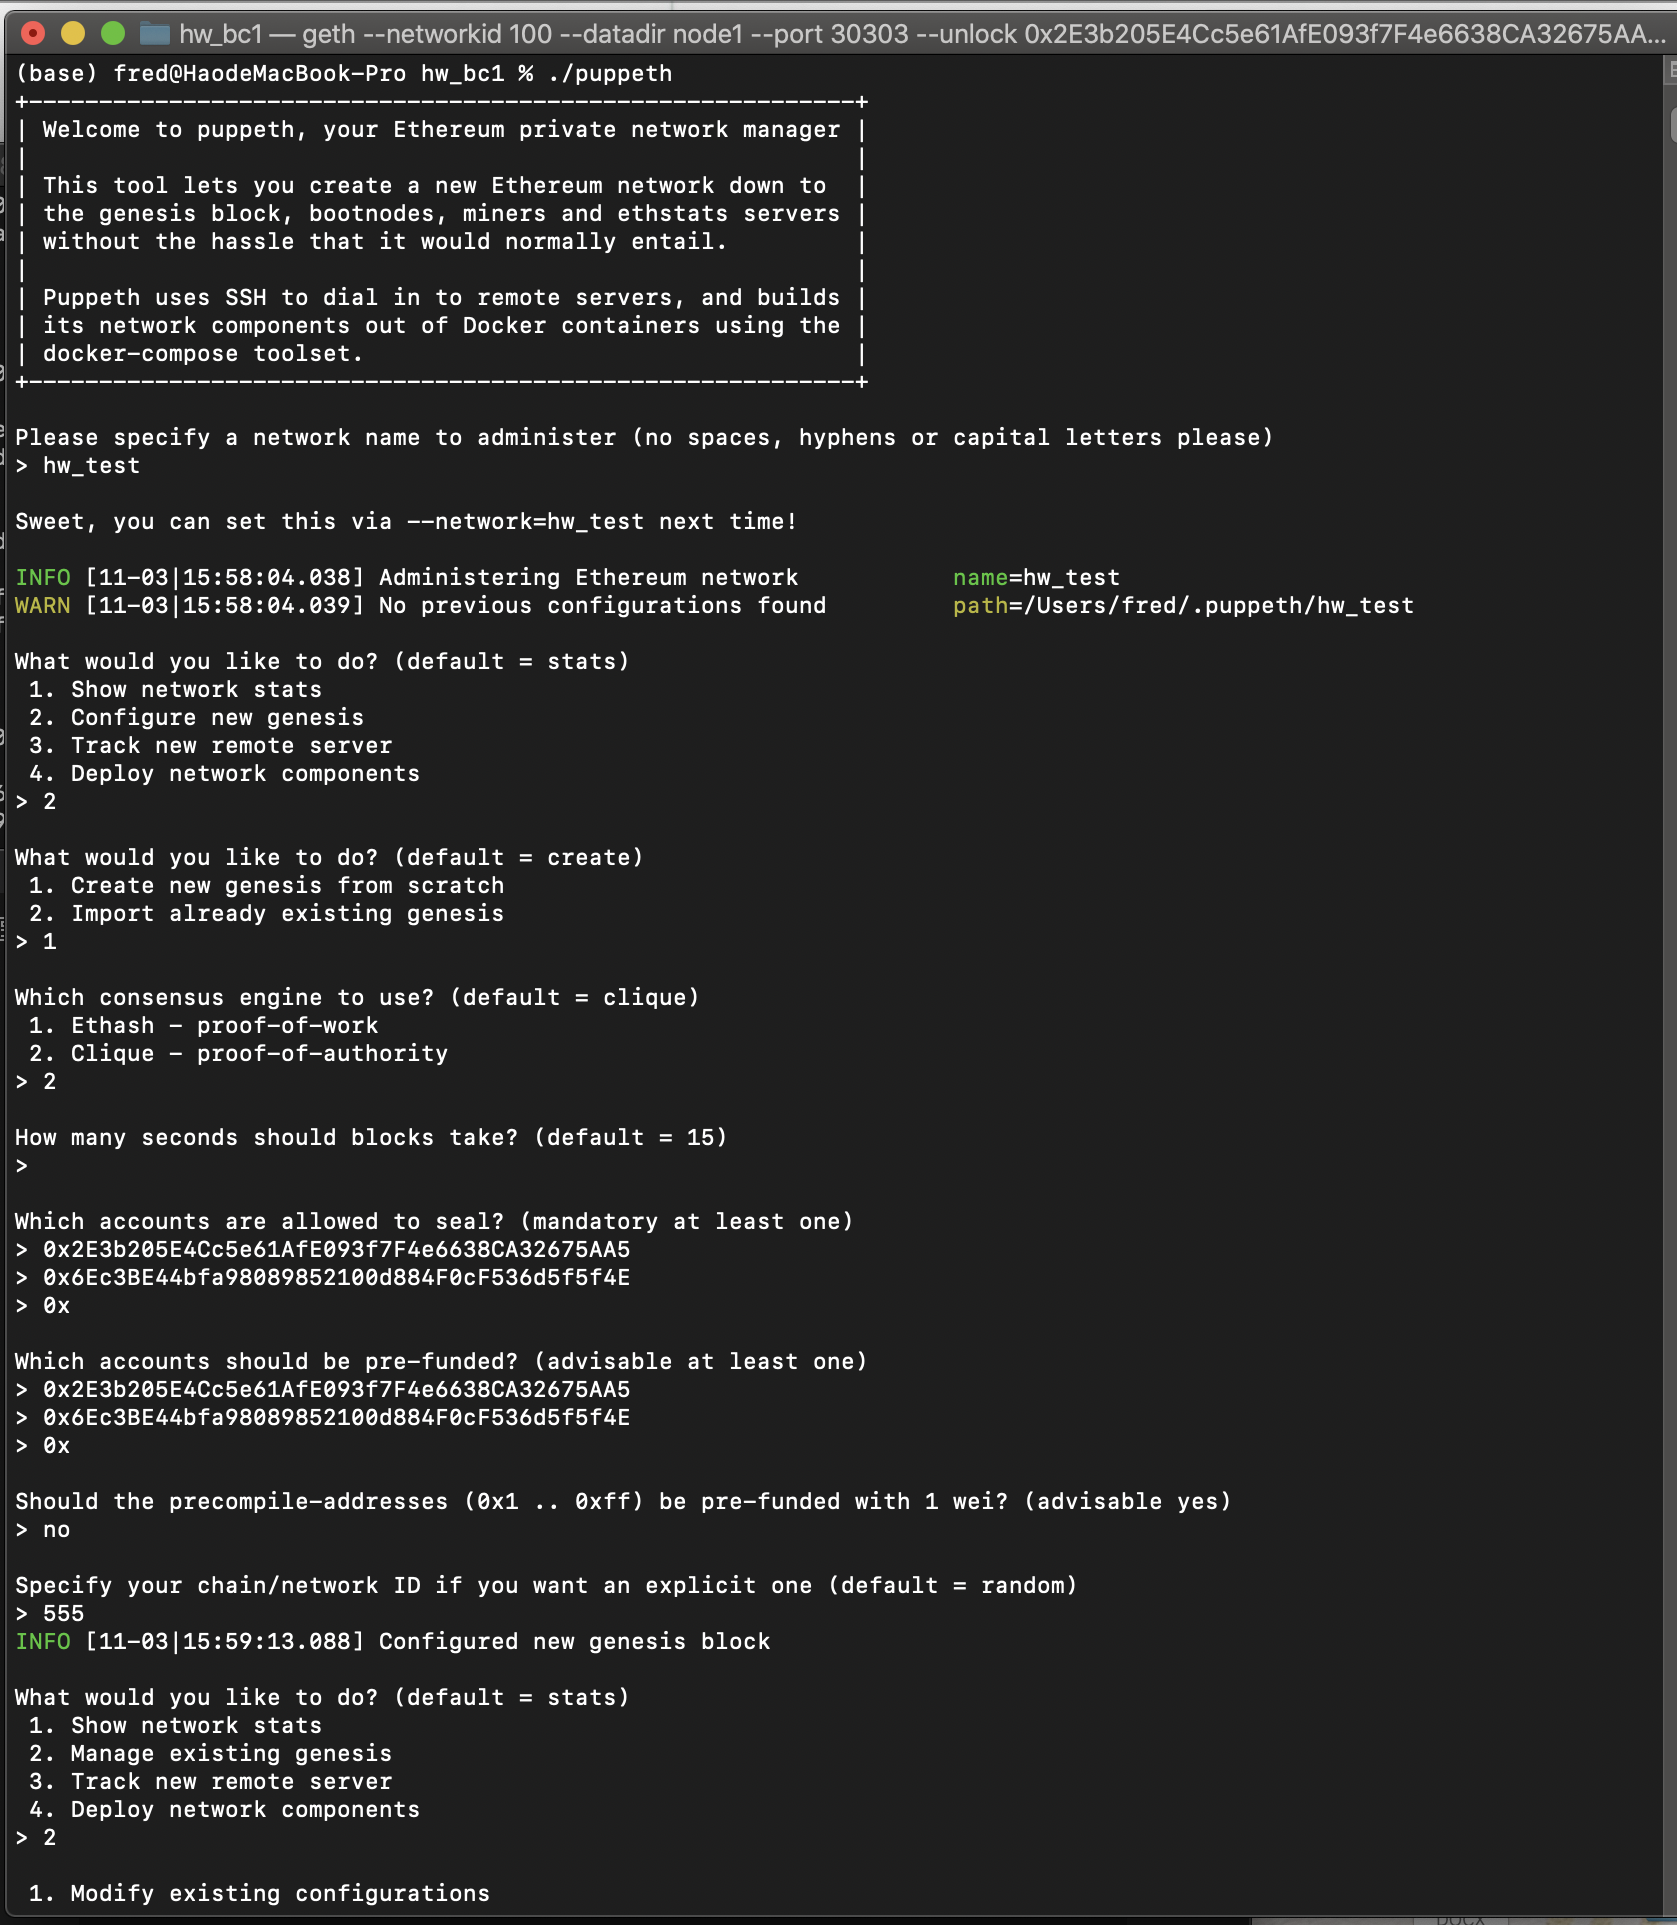 hw_bc1 — geth --networkid 100 --datadir node1 --port 30303 --unlock 0x2E3b205E4Cc5e61AfE093f7F4e6638CA32675AA...
(base) fred@HaodeMacBook-Pro hw_bc1 % ./puppeth
+-----------------------------------------------------------+
| Welcome to puppeth, your Ethereum private network manager |
|                                                           |
| This tool lets you create a new Ethereum network down to  |
| the genesis block, bootnodes, miners and ethstats servers |
| without the hassle that it would normally entail.         |
|                                                           |
| Puppeth uses SSH to dial in to remote servers, and builds |
| its network components out of Docker containers using the |
| docker-compose toolset.                                   |
+-----------------------------------------------------------+
Please specify a network name to administer (no spaces, hyphens or capital letters please)
> hw_test
Sweet, you can set this via --network=hw_test next time!
INFO [11-03|15:58:04.038] Administering Ethereum network           name=hw_test
WARN [11-03|15:58:04.039] No previous configurations found         path=/Users/fred/.puppeth/hw_test
What would you like to do? (default = stats)
 1. Show network stats
 2. Configure new genesis
 3. Track new remote server
 4. Deploy network components
> 2
What would you like to do? (default = create)
 1. Create new genesis from scratch
 2. Import already existing genesis
> 1
Which consensus engine to use? (default = clique)
 1. Ethash - proof-of-work
 2. Clique - proof-of-authority
> 2
How many seconds should blocks take? (default = 15)
>
Which accounts are allowed to seal? (mandatory at least one)
> 0x2E3b205E4Cc5e61AfE093f7F4e6638CA32675AA5
> 0x6Ec3BE44bfa98089852100d884F0cF536d5f5f4E
> 0x
Which accounts should be pre-funded? (advisable at least one)
> 0x2E3b205E4Cc5e61AfE093f7F4e6638CA32675AA5
> 0x6Ec3BE44bfa98089852100d884F0cF536d5f5f4E
> 0x
Should the precompile-addresses (0x1 .. 0xff) be pre-funded with 1 wei? (advisable yes)
> no
Specify your chain/network ID if you want an explicit one (default = random)
> 555
INFO [11-03|15:59:13.088] Configured new genesis block
What would you like to do? (default = stats)
 1. Show network stats
 2. Manage existing genesis
 3. Track new remote server
 4. Deploy network components
> 2
 1. Modify existing configurations